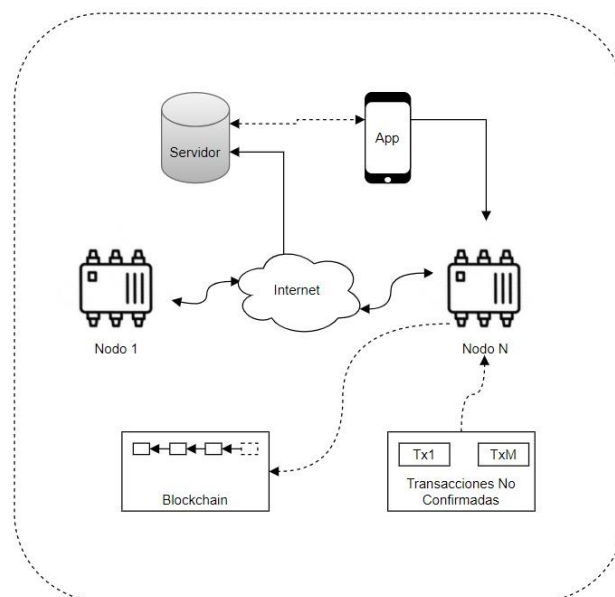 App
Servidor
Internet
Nodo 1
Nodo N
Tx1
TxM
Transacciones No
Confirmadas
Blockchain